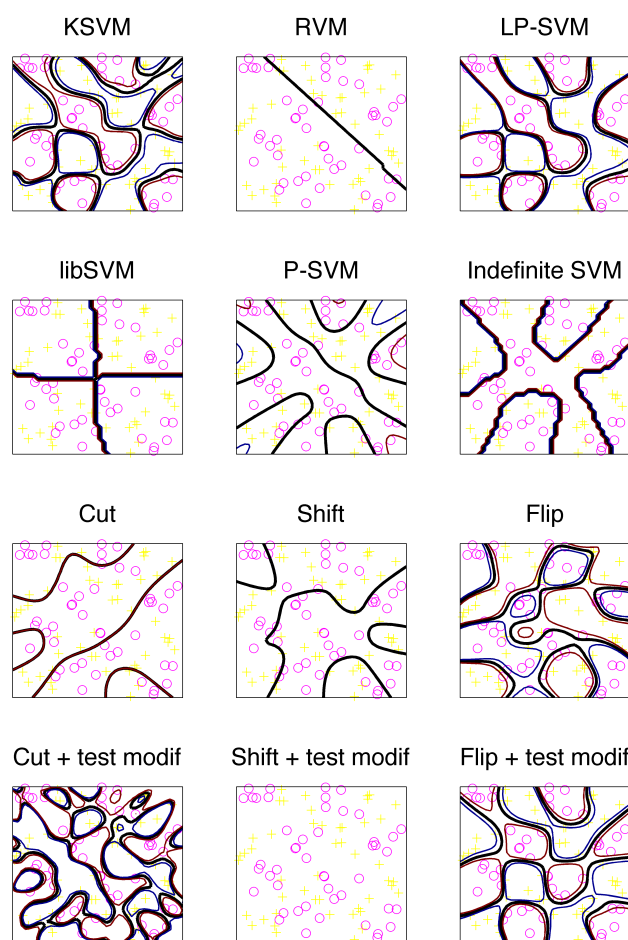 KSVM
RVM
LP-SVM
libSVM
P-SVM
Indefinite SVM
Cut
Shift
Flip
Cut + test modif
Shift + test modif
Flip + test modif